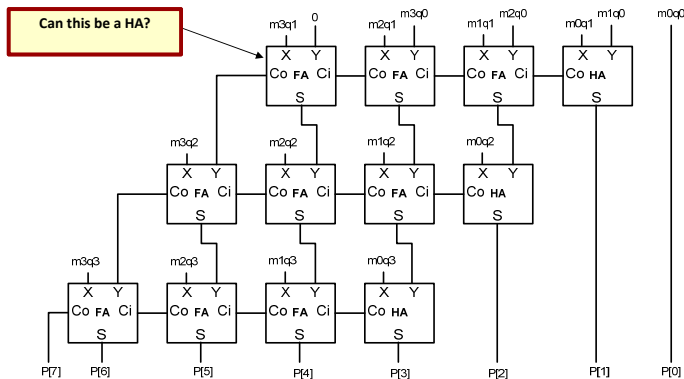 Can this be a HA?
m3q1 0 m2q1 m3q0 m1q1 m2q0 m0q1 m1q0 m0q0
X Y X Y X Y X Y
Co FA Ci Co FA Ci Co FA Ci Co HA
S S S S
m3q2 m2q2 m1q2 m0q2
X Y X Y X Y X Y
Co FA Ci Co FA Ci Co FA Ci Co HA
S S S S
m3q3 m2q3 m1q3 m0q3
X Y X Y X Y X Y
Co FA Ci Co FA Ci Co FA Ci Co HA
S S S S
P[7] P[6] P[5] P[4] P[3] P[2] P[1] P[0]